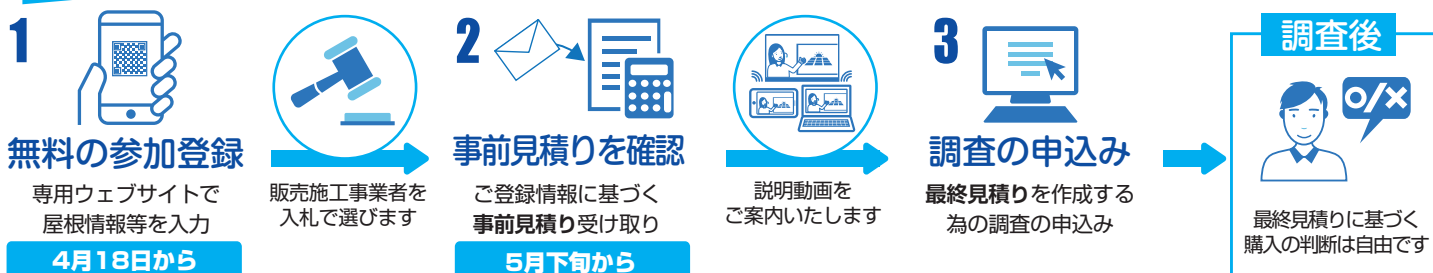 1
無料の参加登録
専用ウェブサイトで
屋根情報等を入力
4月18日から
販売施工事業者を
入札で選びます
2
事前見積りを確認
ご登録情報に基づく
事前見積り受け取り
5月下旬から
説明動画を
ご案内いたします
3
調査の申込み
最終見積りを作成する
為の調査の申込み
調査後
o/×
最終見積りに基づく
購入の判断は自由です